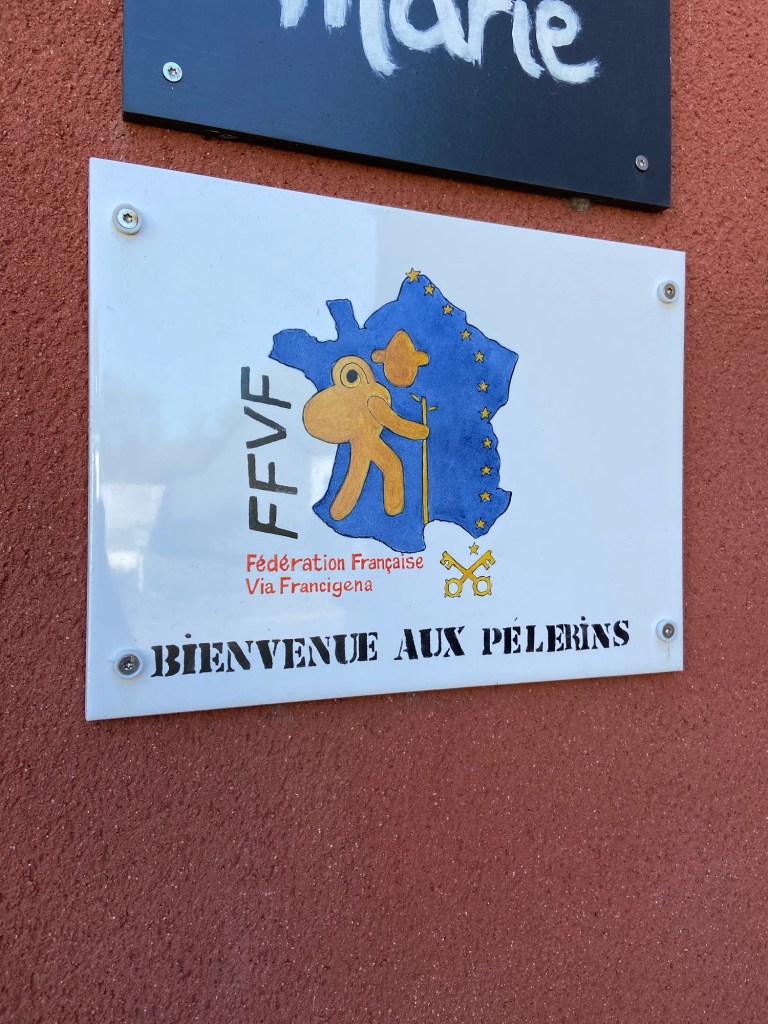 Marie
FFVF
Fédération Française
Via Francigena
BIENVENUE AUX PÉLERINS